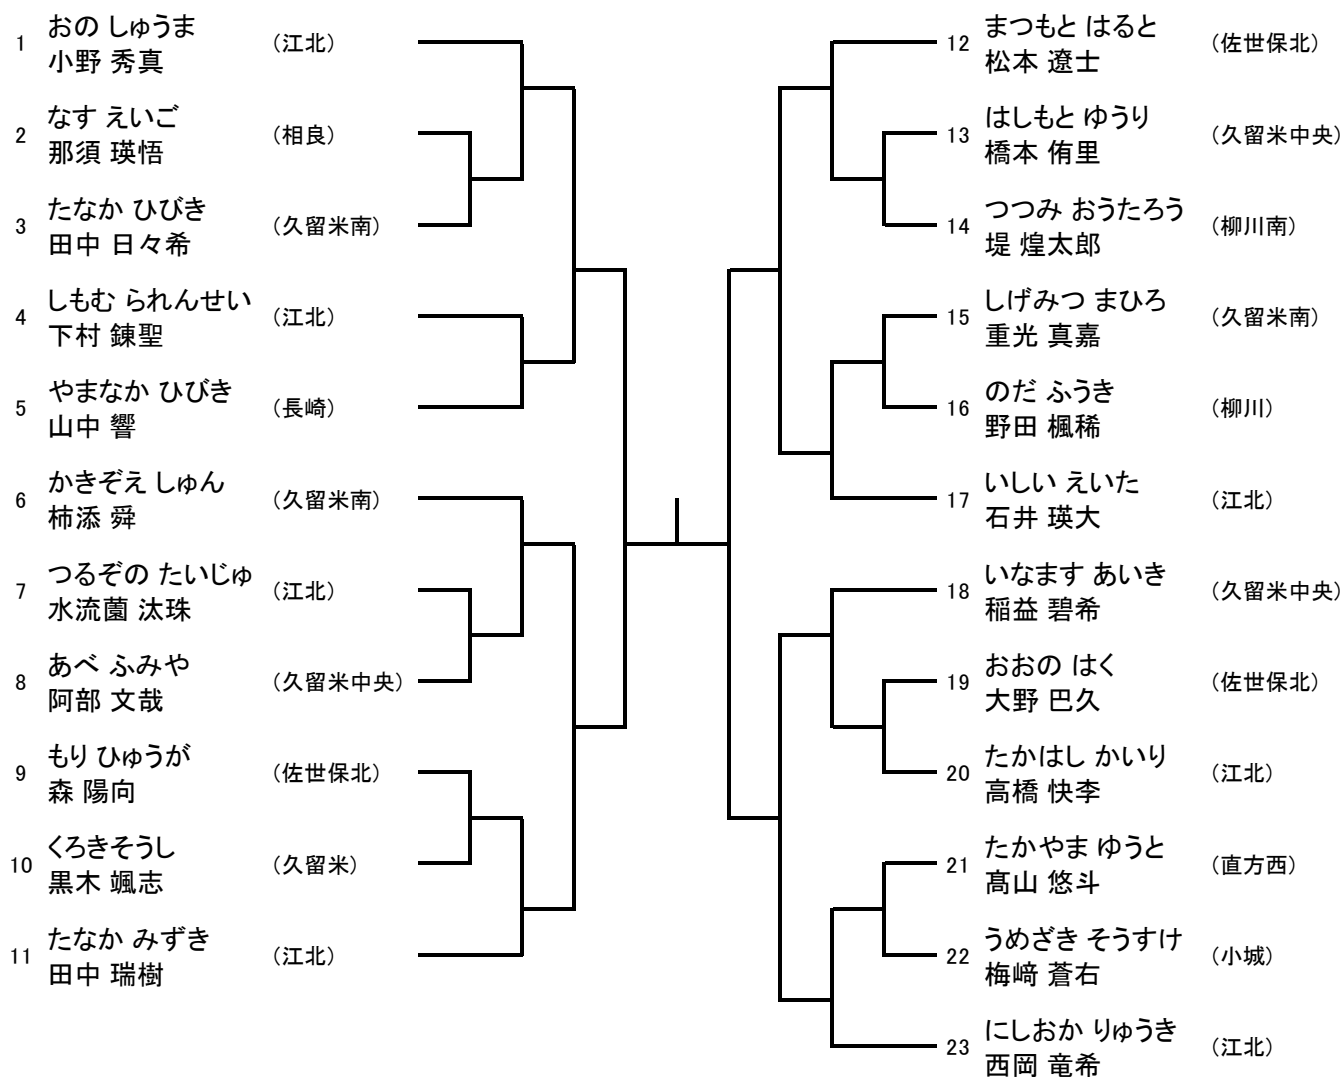 1 おの しゅうま
小野 秀真 (江北)
2 なす えいご
那須 瑛悟 (相良)
3 たなか ひびき
田中 日々希 (久留米南)
4 しもむ られんせい
下村 錬聖 (江北)
5 やまなか ひびき
山中 響 (長崎)
6 かきぞえ しゅん
柿添 舜 (久留米南)
7 つるぞの たいじゅ
水流薗 汰珠 (江北)
8 あべ ふみや
阿部 文哉 (久留米中央)
9 もり ひゅうが
森 陽向 (佐世保北)
10 くろきそうし
黒木 颯志 (久留米)
11 たなか みずき
田中 瑞樹 (江北)
12 まつもと はると
松本 遼士 (佐世保北)
13 はしもと ゆうり
橋本 侑里 (久留米中央)
14 つつみ おうたろう
堤 煌太郎 (柳川南)
15 しげみつ まひろ
重光 真嘉 (久留米南)
16 のだ ふうき
野田 楓稀 (柳川)
17 いしい えいた
石井 瑛大 (江北)
18 いなます あいき
稲益 碧希 (久留米中央)
19 おおの はく
大野 巴久 (佐世保北)
20 たかはし かいり
高橋 快李 (江北)
21 たかやま ゆうと
髙山 悠斗 (直方西)
22 うめざき そうすけ
梅﨑 蒼右 (小城)
23 にしおか りゅうき
西岡 竜希 (江北)